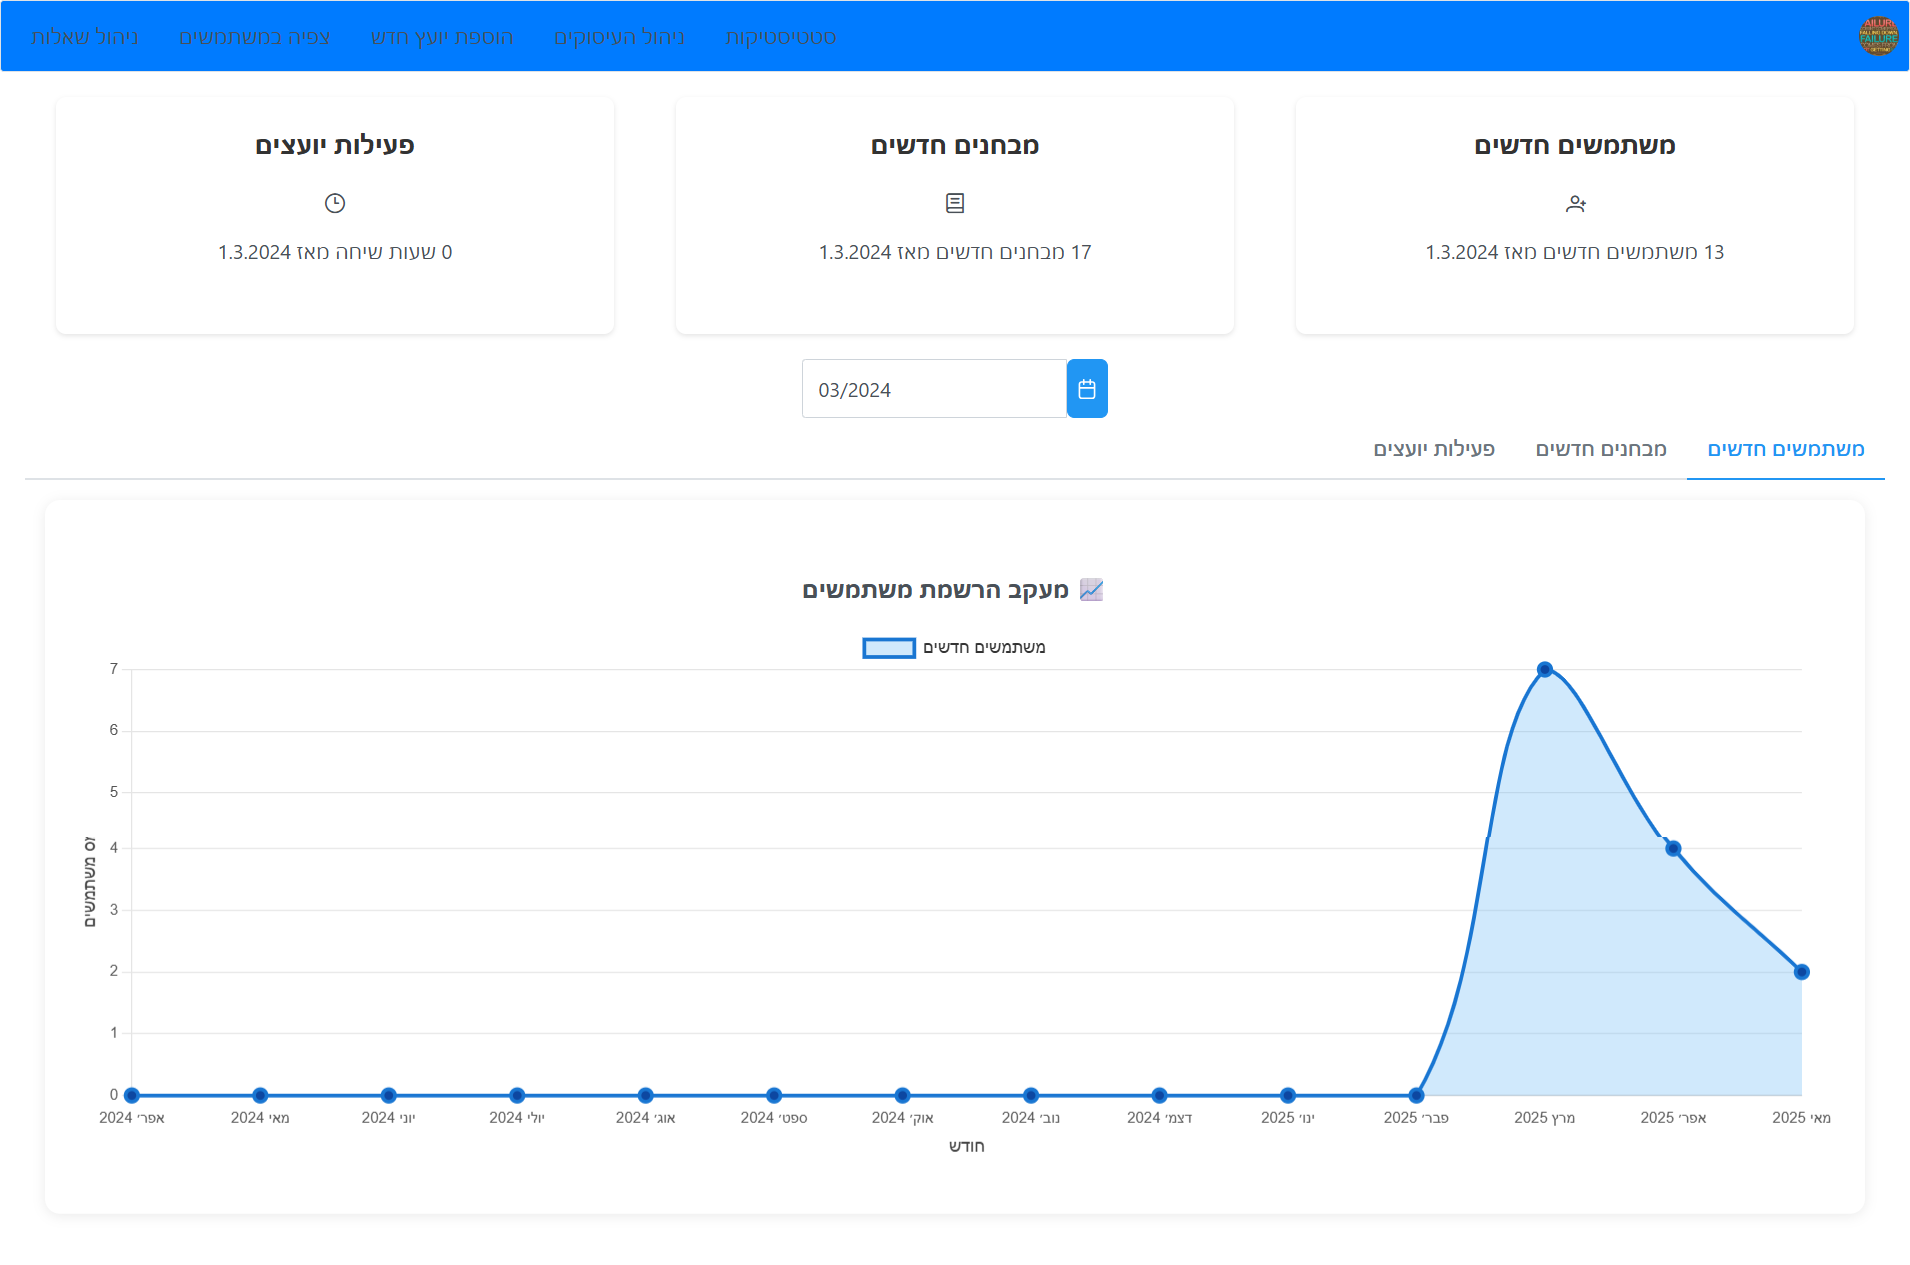 סטטיסטיקות
ניהול העיסוקים
הוספת יועץ חדש
צפיה במשתמשים
ניהול שאלות
FAILURE
משתמשים חדשים
13 משתמשים חדשים מאז 1.3.2024
מבחנים חדשים
17 מבחנים חדשים מאז 1.3.2024
פעילות יועצים
0 שעות שיחה מאז 1.3.2024
03/2024
משתמשים חדשים
מבחנים חדשים
פעילות יועצים
מעקב הרשמת משתמשים
משתמשים חדשים
7
6
5
4
3
2
1
0
משתמשים
אפר׳ 2024
מאי 2024
יוני 2024
יולי 2024
אוג׳ 2024
ספט׳ 2024
אוק׳ 2024
נוב׳ 2024
דצמ׳ 2024
ינו׳ 2025
פבר׳ 2025
מרץ 2025
אפר׳ 2025
מאי 2025
חודש